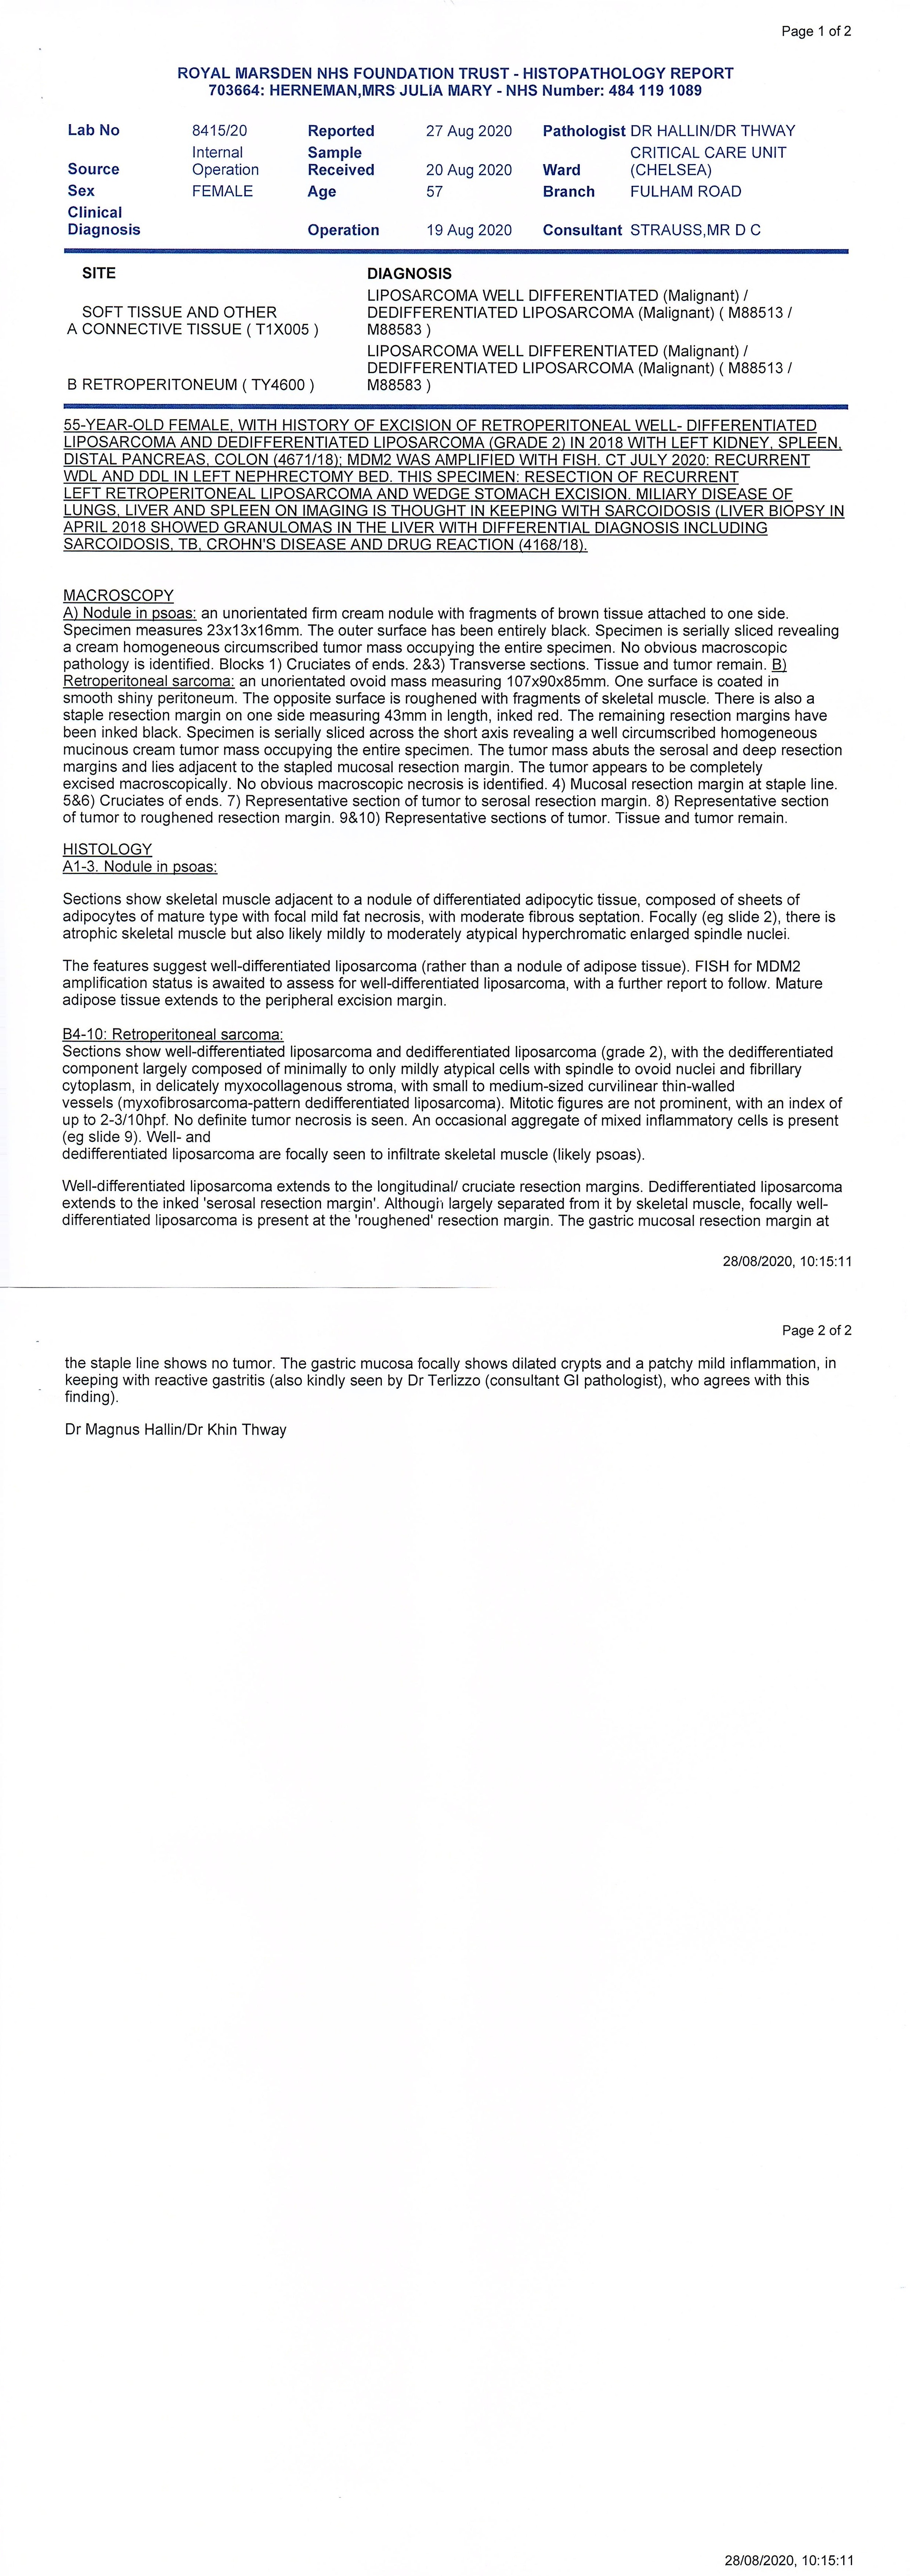 Page 1 of 2
ROYAL MARSDEN NHS FOUNDATION TRUST - HISTOPATHOLOGY REPORT
703664: HERNEMAN,MRS JULIA MARY - NHS Number: 484 119 1089
Lab No 8415/20 Reported 27 Aug 2020 Pathologist DR HALLIN/DR THWAY
Internal Sample CRITICAL CARE UNIT
Source Operation Received 20 Aug 2020 Ward (CHELSEA)
Sex FEMALE Age 57 Branch FULHAM ROAD
Clinical
Diagnosis Operation 19 Aug 2020 Consultant STRAUSS,MR D C
SITE DIAGNOSIS
LIPOSARCOMA WELL DIFFERENTIATED (Malignant) /
SOFT TISSUE AND OTHER DEDIFFERENTIATED LIPOSARCOMA (Malignant) ( M88513 /
A CONNECTIVE TISSUE ( T1X005 ) M88583 )
LIPOSARCOMA WELL DIFFERENTIATED (Malignant) /
DEDIFFERENTIATED LIPOSARCOMA (Malignant) ( M88513 /
B RETROPERITONEUM ( TY4600 ) M88583 )
55-YEAR-OLD FEMALE, WITH HISTORY OF EXCISION OF RETROPERITONEAL WELL- DIFFERENTIATED
LIPOSARCOMA AND DEDIFFERENTIATED LIPOSARCOMA (GRADE 2) IN 2018 WITH LEFT KIDNEY, SPLEEN,
DISTAL PANCREAS, COLON (4671/18); MDM2 WAS AMPLIFIED WITH FISH. CT JULY 2020: RECURRENT
WDL AND DDL IN LEFT NEPHRECTOMY BED. THIS SPECIMEN: RESECTION OF RECURRENT
LEFT RETROPERITONEAL LIPOSARCOMA AND WEDGE STOMACH EXCISION. MILIARY DISEASE OF
LUNGS, LIVER AND SPLEEN ON IMAGING IS THOUGHT IN KEEPING WITH SARCOIDOSIS (LIVER BIOPSY IN
APRIL 2018 SHOWED GRANULOMAS IN THE LIVER WITH DIFFERENTIAL DIAGNOSIS INCLUDING
SARCOIDOSIS, TB, CROHN'S DISEASE AND DRUG REACTION (4168/18).
MACROSCOPY
A) Nodule in psoas: an unorientated firm cream nodule with fragments of brown tissue attached to one side.
Specimen measures 23x13x16mm. The outer surface has been entirely black. Specimen is serially sliced revealing
a cream homogeneous circumscribed tumor mass occupying the entire specimen. No obvious macroscopic
pathology is identified. Blocks 1) Cruciates of ends. 2&3) Transverse sections. Tissue and tumor remain. B)
Retroperitoneal sarcoma: an unorientated ovoid mass measuring 107x90x85mm. One surface is coated in
smooth shiny peritoneum. The opposite surface is roughened with fragments of skeletal muscle. There is also a
staple resection margin on one side measuring 43mm in length, inked red. The remaining resection margins have
been inked black. Specimen is serially sliced across the short axis revealing a well circumscribed homogeneous
mucinous cream tumor mass occupying the entire specimen. The tumor mass abuts the serosal and deep resection
margins and lies adjacent to the stapled mucosal resection margin. The tumor appears to be completely
excised macroscopically. No obvious macroscopic necrosis is identified. 4) Mucosal resection margin at staple line.
5&6) Cruciates of ends. 7) Representative section of tumor to serosal resection margin. 8) Representative section
of tumor to roughened resection margin. 9&10) Representative sections of tumor. Tissue and tumor remain.
HISTOLOGY
A1-3. Nodule in psoas:
Sections show skeletal muscle adjacent to a nodule of differentiated adipocytic tissue, composed of sheets of
adipocytes of mature type with focal mild fat necrosis, with moderate fibrous septation. Focally (eg slide 2), there is
atrophic skeletal muscle but also likely mildly to moderately atypical hyperchromatic enlarged spindle nuclei.
The features suggest well-differentiated liposarcoma (rather than a nodule of adipose tissue). FISH for MDM2
amplification status is awaited to assess for well-differentiated liposarcoma, with a further report to follow. Mature
adipose tissue extends to the peripheral excision margin.
B4-10: Retroperitoneal sarcoma:
Sections show well-differentiated liposarcoma and dedifferentiated liposarcoma (grade 2), with the dedifferentiated
component largely composed of minimally to only mildly atypical cells with spindle to ovoid nuclei and fibrillary
cytoplasm, in delicately myxocollagenous stroma, with small to medium-sized curvilinear thin-walled
vessels (myxofibrosarcoma-pattern dedifferentiated liposarcoma). Mitotic figures are not prominent, with an index of
up to 2-3/10hpf. No definite tumor necrosis is seen. An occasional aggregate of mixed inflammatory cells is present
(eg slide 9). Well- and
dedifferentiated liposarcoma are focally seen to infiltrate skeletal muscle (likely psoas).
Well-differentiated liposarcoma extends to the longitudinal/ cruciate resection margins. Dedifferentiated liposarcoma
extends to the inked 'serosal resection margin'. Although largely separated from it by skeletal muscle, focally well-
differentiated liposarcoma is present at the 'roughened' resection margin. The gastric mucosal resection margin at
28/08/2020, 10:15:11
Page 2 of 2
the staple line shows no tumor. The gastric mucosa focally shows dilated crypts and a patchy mild inflammation, in
keeping with reactive gastritis (also kindly seen by Dr Terlizzo (consultant GI pathologist), who agrees with this
finding).
Dr Magnus Hallin/Dr Khin Thway
28/08/2020, 10:15:11